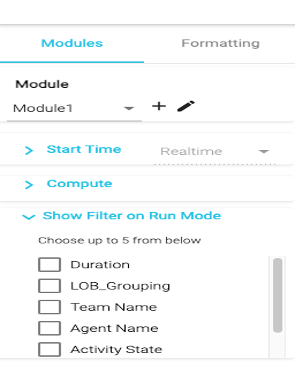 Modules Formatting
Module
Module1
Start Time Realtime
Compute
Show Filter on Run Mode
Choose up to 5 from below
Duration
LOB_Grouping
Team Name
Agent Name
Activity State